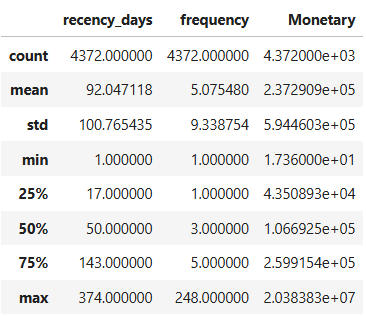 recency_days frequency Monetary
count 4372.000000 4372.000000 4.372000e+03
mean 92.047118 5.075480 2.372909e+05
std 100.765435 9.338754 5.944603e+05
min 1.000000 1.000000 1.736000e+01
25% 17.000000 1.000000 4.350893e+04
50% 50.000000 3.000000 1.066925e+05
75% 143.000000 5.000000 2.599154e+05
max 374.000000 248.000000 2.038383e+07